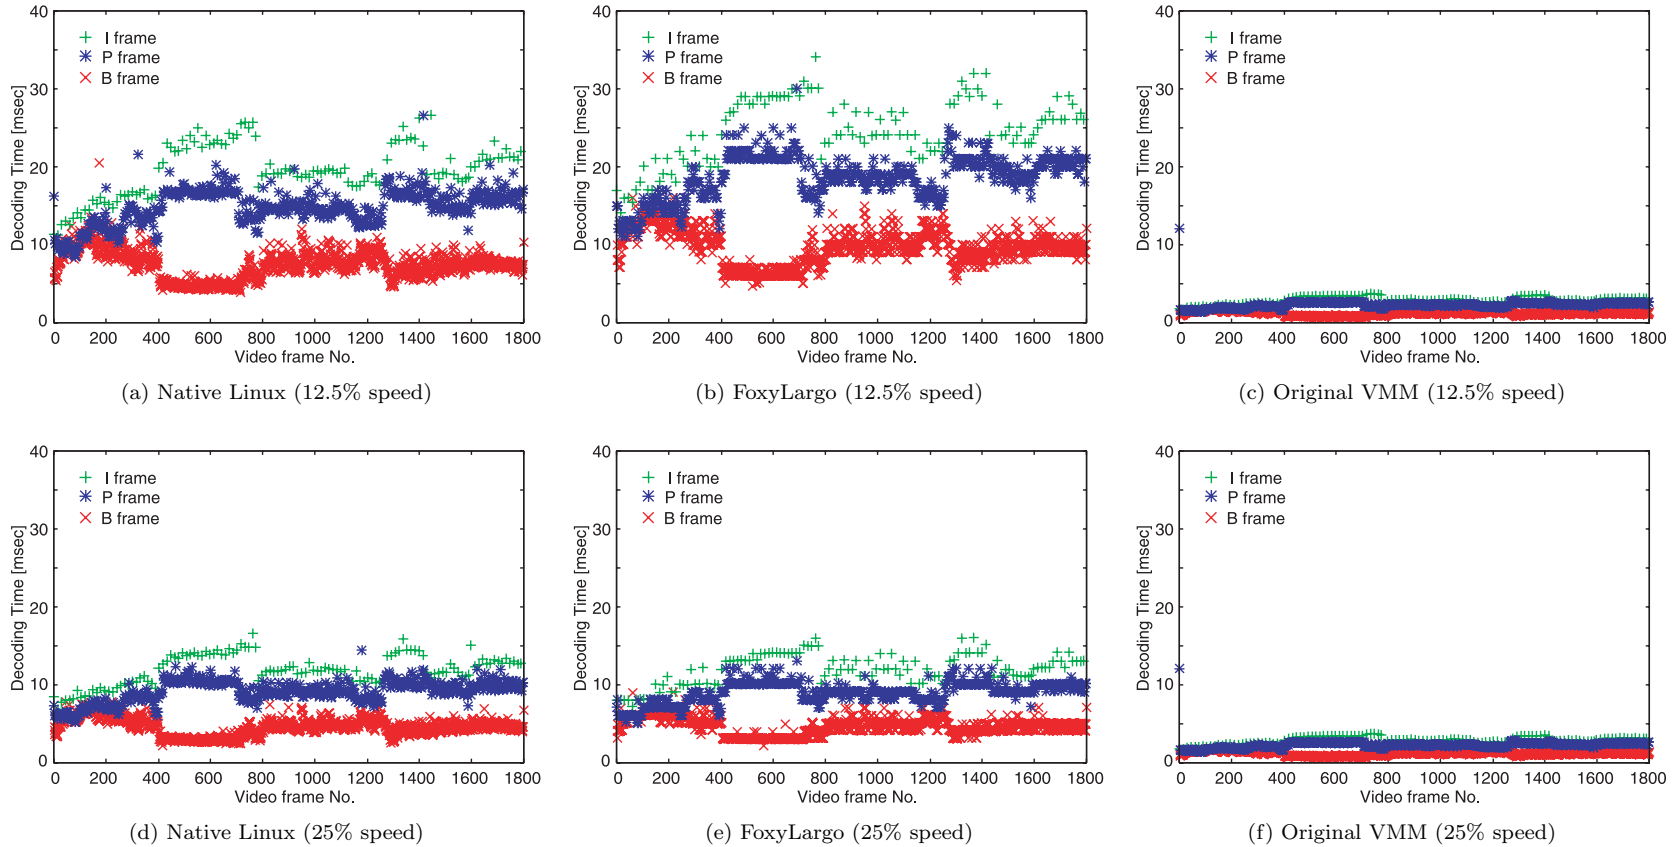 40
30
20
10
0
Decoding Time [msec]
I frame
P frame
B frame
0 200 400 600 800 1000 1200 1400 1600 1800
Video frame No.
(a) Native Linux (12.5% speed)
40
30
20
10
0
Decoding Time [msec]
I frame
P frame
B frame
0 200 400 600 800 1000 1200 1400 1600 1800
Video frame No.
(b) FoxyLargo (12.5% speed)
40
30
20
10
0
Decoding Time [msec]
I frame
P frame
B frame
0 200 400 600 800 1000 1200 1400 1600 1800
Video frame No.
(c) Original VMM (12.5% speed)
40
30
20
10
0
Decoding Time [msec]
I frame
P frame
B frame
0 200 400 600 800 1000 1200 1400 1600 1800
Video frame No.
(d) Native Linux (25% speed)
40
30
20
10
0
Decoding Time [msec]
I frame
P frame
B frame
0 200 400 600 800 1000 1200 1400 1600 1800
Video frame No.
(e) FoxyLargo (25% speed)
40
30
20
10
0
Decoding Time [msec]
I frame
P frame
B frame
0 200 400 600 800 1000 1200 1400 1600 1800
Video frame No.
(f) Original VMM (25% speed)